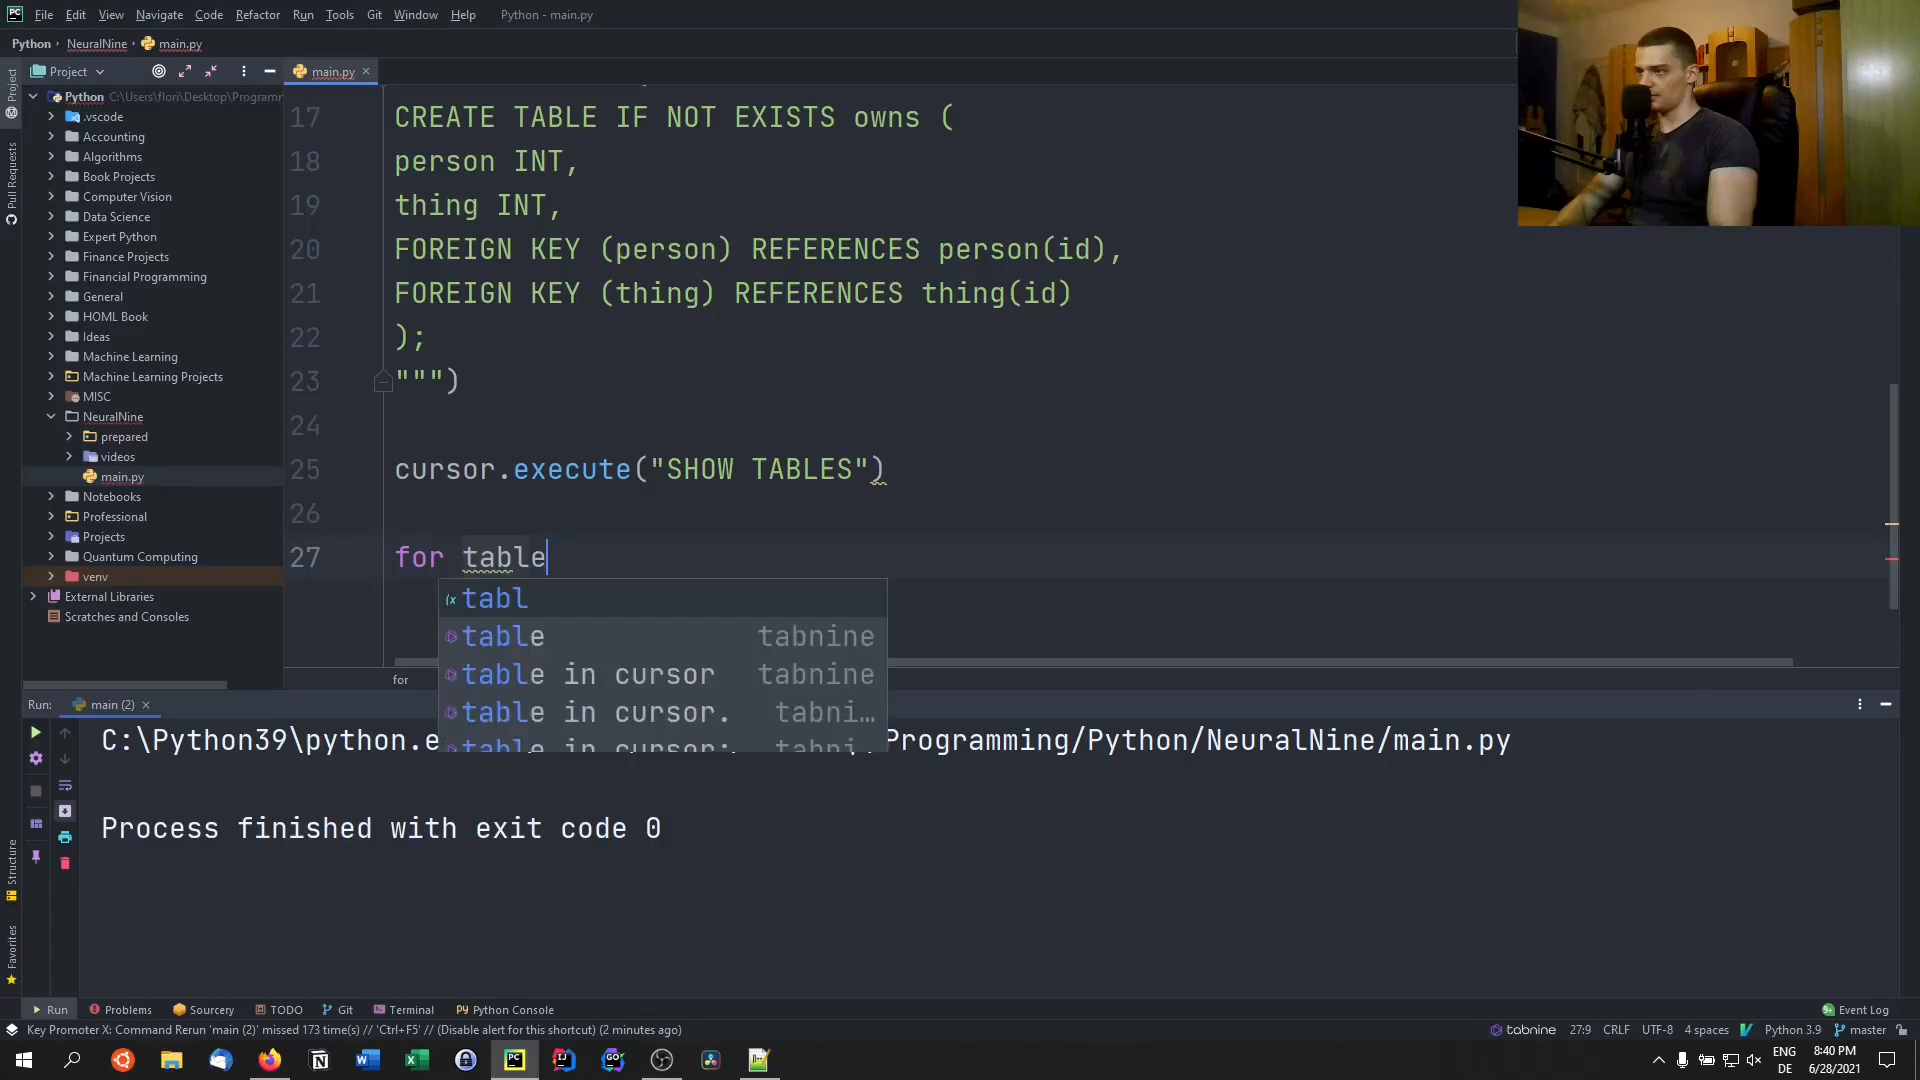 File Edit View Navigate Code Refactor Run Tools Git Window Help Python - main.py
Python NeuralNine main.py
Project
main.py
Project
Pull Requests
Python C:\Users\flori\Desktop\Programm
.vscode
Accounting
Algorithms
Book Projects
Computer Vision
Data Science
Expert Python
Finance Projects
Financial Programming
General
HOML Book
Ideas
Machine Learning
Machine Learning Projects
MISC
NeuralNine
prepared
videos
main.py
Notebooks
Professional
Projects
Quantum Computing
venv
External Libraries
Scratches and Consoles
17 CREATE TABLE IF NOT EXISTS owns (
18 person INT,
19 thing INT,
20 FOREIGN KEY (person) REFERENCES person(id),
21 FOREIGN KEY (thing) REFERENCES thing(id)
22 );
23 """)
24
25 cursor.execute("SHOW TABLES")
26
27 for table
tabl
table tabnine
table in cursor tabnine
table in cursor. tabni…
for
Run: main (2)
C:\Python39\python.e
Programming/Python/NeuralNine/main.py
Process finished with exit code 0
Structure
Favorites
Run Problems Sourcery TODO Git Terminal Python Console Event Log
Key Promoter X: Command Rerun 'main (2)' missed 173 time(s) // 'Ctrl+F5' // (Disable alert for this shortcut) (2 minutes ago) tabnine 27:9 CRLF UTF-8 4 spaces Python 3.9 master
ENG 8:40 PM
DE 6/28/2021